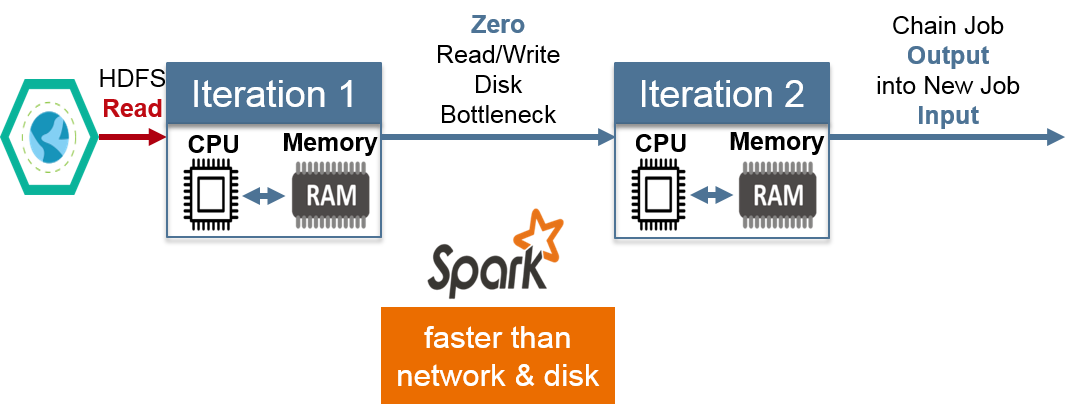 HDFS
Read
Iteration 1
CPU
Memory
RAM
Zero
Read/Write
Disk
Bottleneck
Iteration 2
CPU
Memory
RAM
Chain Job
Output
into New Job
Input
Spark
faster than
network & disk